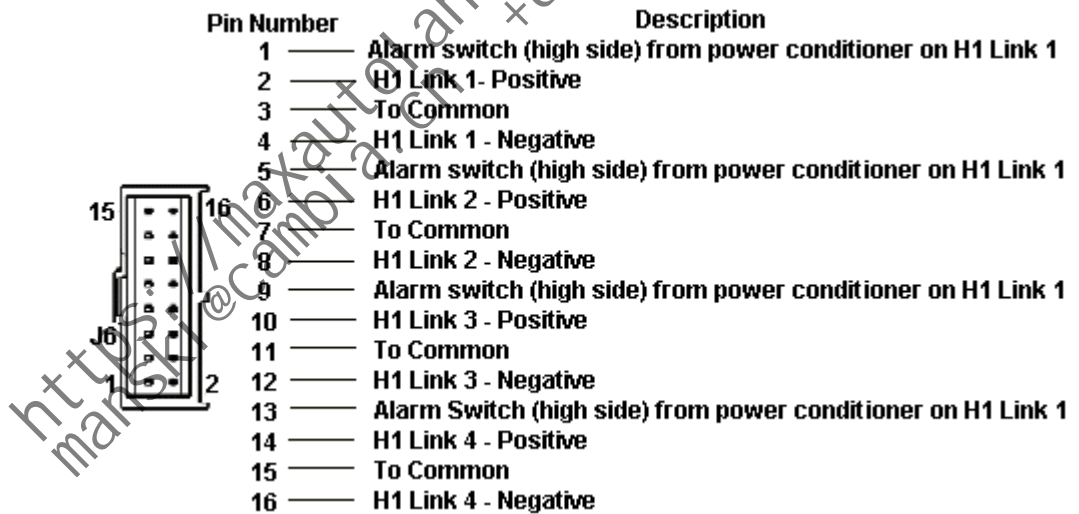 Pin Number Description
1 Alarm switch (high side) from power conditioner on H1 Link 1
2 H1 Link 1- Positive
3 To Common
4 H1 Link 1 - Negative
5 Alarm switch (high side) from power conditioner on H1 Link 1
6 H1 Link 2 - Positive
7 To Common
8 H1 Link 2 - Negative
9 Alarm switch (high side) from power conditioner on H1 Link 1
10 H1 Link 3 - Positive
11 To Common
12 H1 Link 3 - Negative
13 Alarm Switch (high side) from power conditioner on H1 Link 1
14 H1 Link 4 - Positive
15 To Common
16 H1 Link 4 - Negative
15 16
J6
1 2